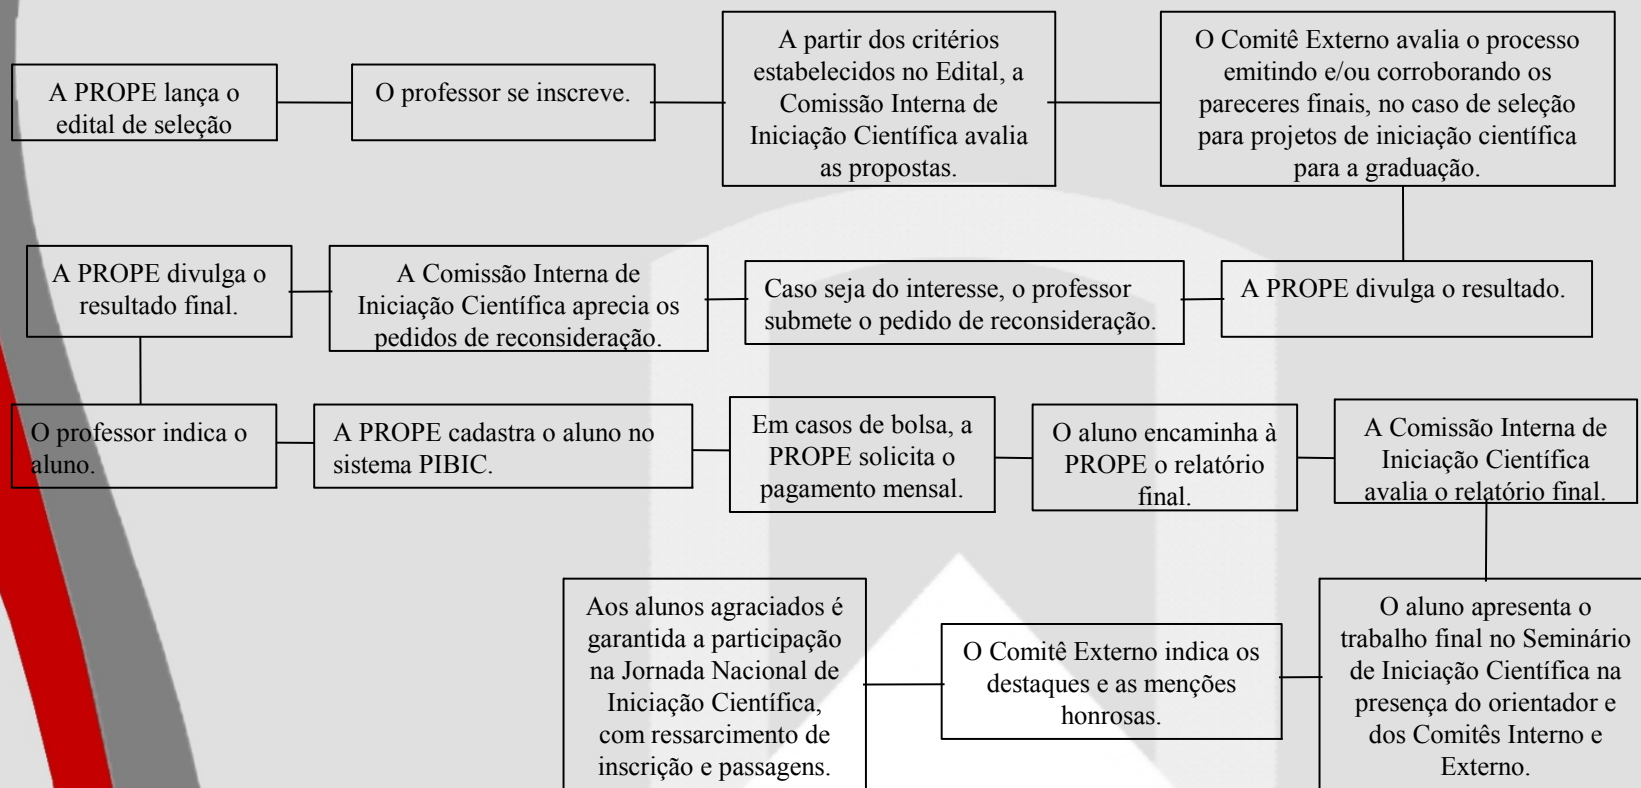 A PROPE lança o
edital de seleção
O professor se inscreve.
A partir dos critérios
estabelecidos no Edital, a
Comissão Interna de
Iniciação Científica avalia
as propostas.
O Comitê Externo avalia o processo
emitindo e/ou corroborando os
pareceres finais, no caso de seleção
para projetos de iniciação científica
para a graduação.
A PROPE divulga o resultado.
Caso seja do interesse, o professor
submete o pedido de reconsideração.
A Comissão Interna de
Iniciação Científica aprecia os
pedidos de reconsideração.
A PROPE divulga o
resultado final.
O professor indica o
aluno.
A PROPE cadastra o aluno no
sistema PIBIC.
Em casos de bolsa, a
PROPE solicita o
pagamento mensal.
O aluno encaminha à
PROPE o relatório
final.
A Comissão Interna de
Iniciação Científica
avalia o relatório final.
O aluno apresenta o
trabalho final no Seminário
de Iniciação Científica na
presença do orientador e
dos Comitês Interno e
Externo.
O Comitê Externo indica os
destaques e as menções
honrosas.
Aos alunos agraciados é
garantida a participação
na Jornada Nacional de
Iniciação Científica,
com ressarcimento de
inscrição e passagens.